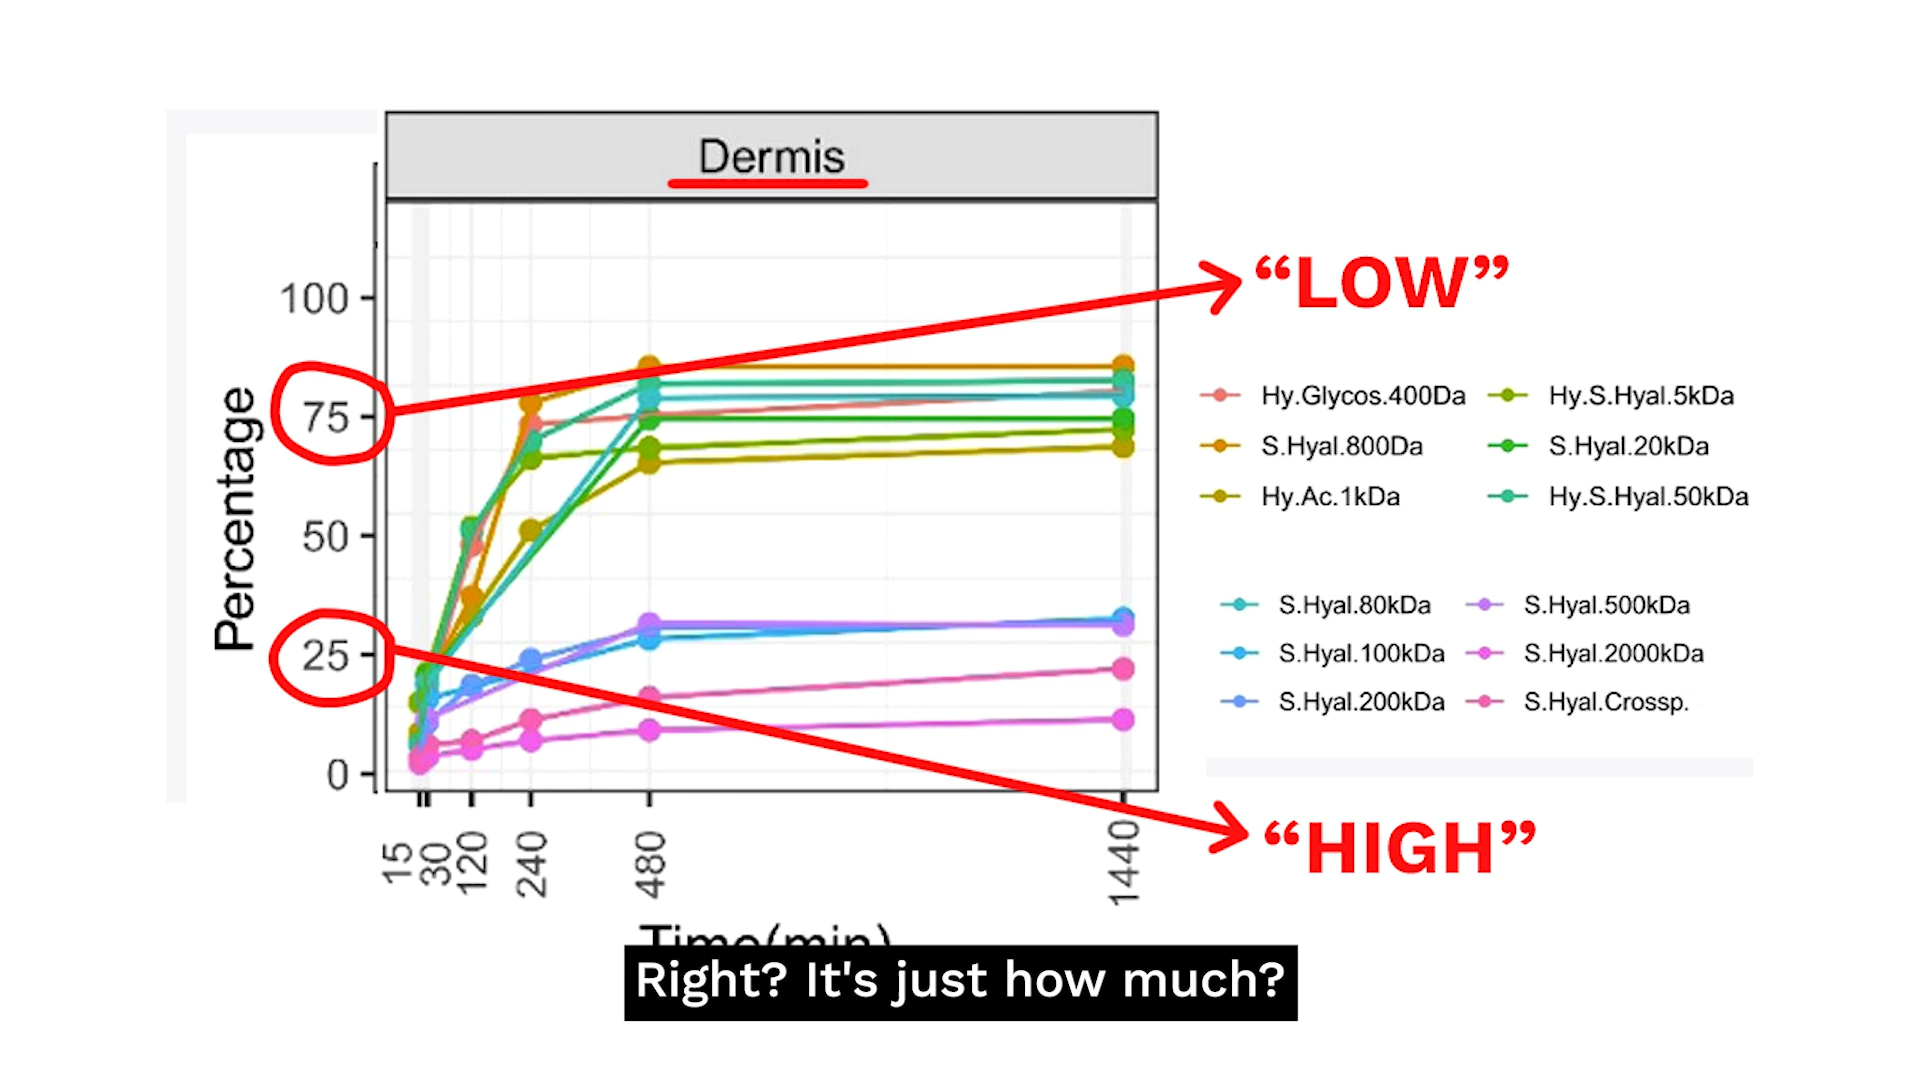 Dermis
100
75
50
25
0
Percentage
15
30
120
240
480
1440
Time(min)
“LOW”
Hy.Glycos.400Da
Hy.S.Hyal.5kDa
S.Hyal.800Da
S.Hyal.20kDa
Hy.Ac.1kDa
Hy.S.Hyal.50kDa
S.Hyal.80kDa
S.Hyal.500kDa
S.Hyal.100kDa
S.Hyal.2000kDa
S.Hyal.200kDa
S.Hyal.Crossp.
“HIGH”
Right? It's just how much?